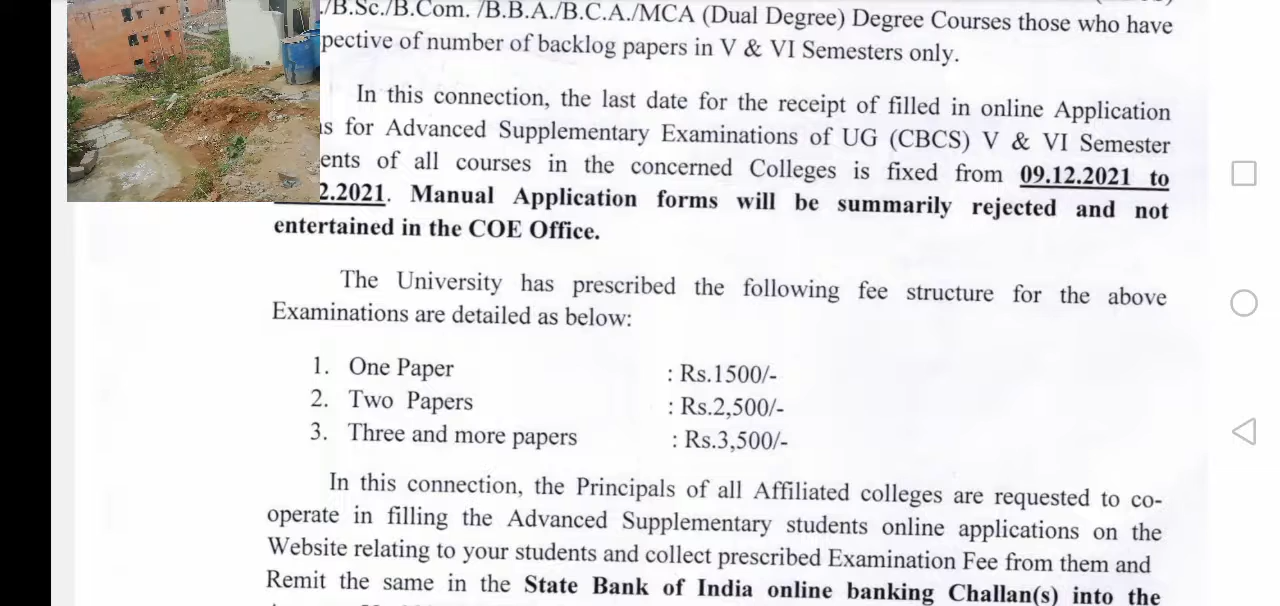 /B.Sc./B.Com. /B.B.A./B.C.A./MCA (Dual Degree) Degree Courses those who have
pective of number of backlog papers in V & VI Semesters only.
In this connection, the last date for the receipt of filled in online Application
s for Advanced Supplementary Examinations of UG (CBCS) V & VI Semester
ents of all courses in the concerned Colleges is fixed from 09.12.2021 to
2.2021. Manual Application forms will be summarily rejected and not
entertained in the COE Office.
The University has prescribed the following fee structure for the above
Examinations are detailed as below:
1. One Paper : Rs.1500/-
2. Two Papers : Rs.2,500/-
3. Three and more papers : Rs.3,500/-
In this connection, the Principals of all Affiliated colleges are requested to co-
operate in filling the Advanced Supplementary students online applications on the
Website relating to your students and collect prescribed Examination Fee from them and
Remit the same in the State Bank of India online banking Challan(s) into the